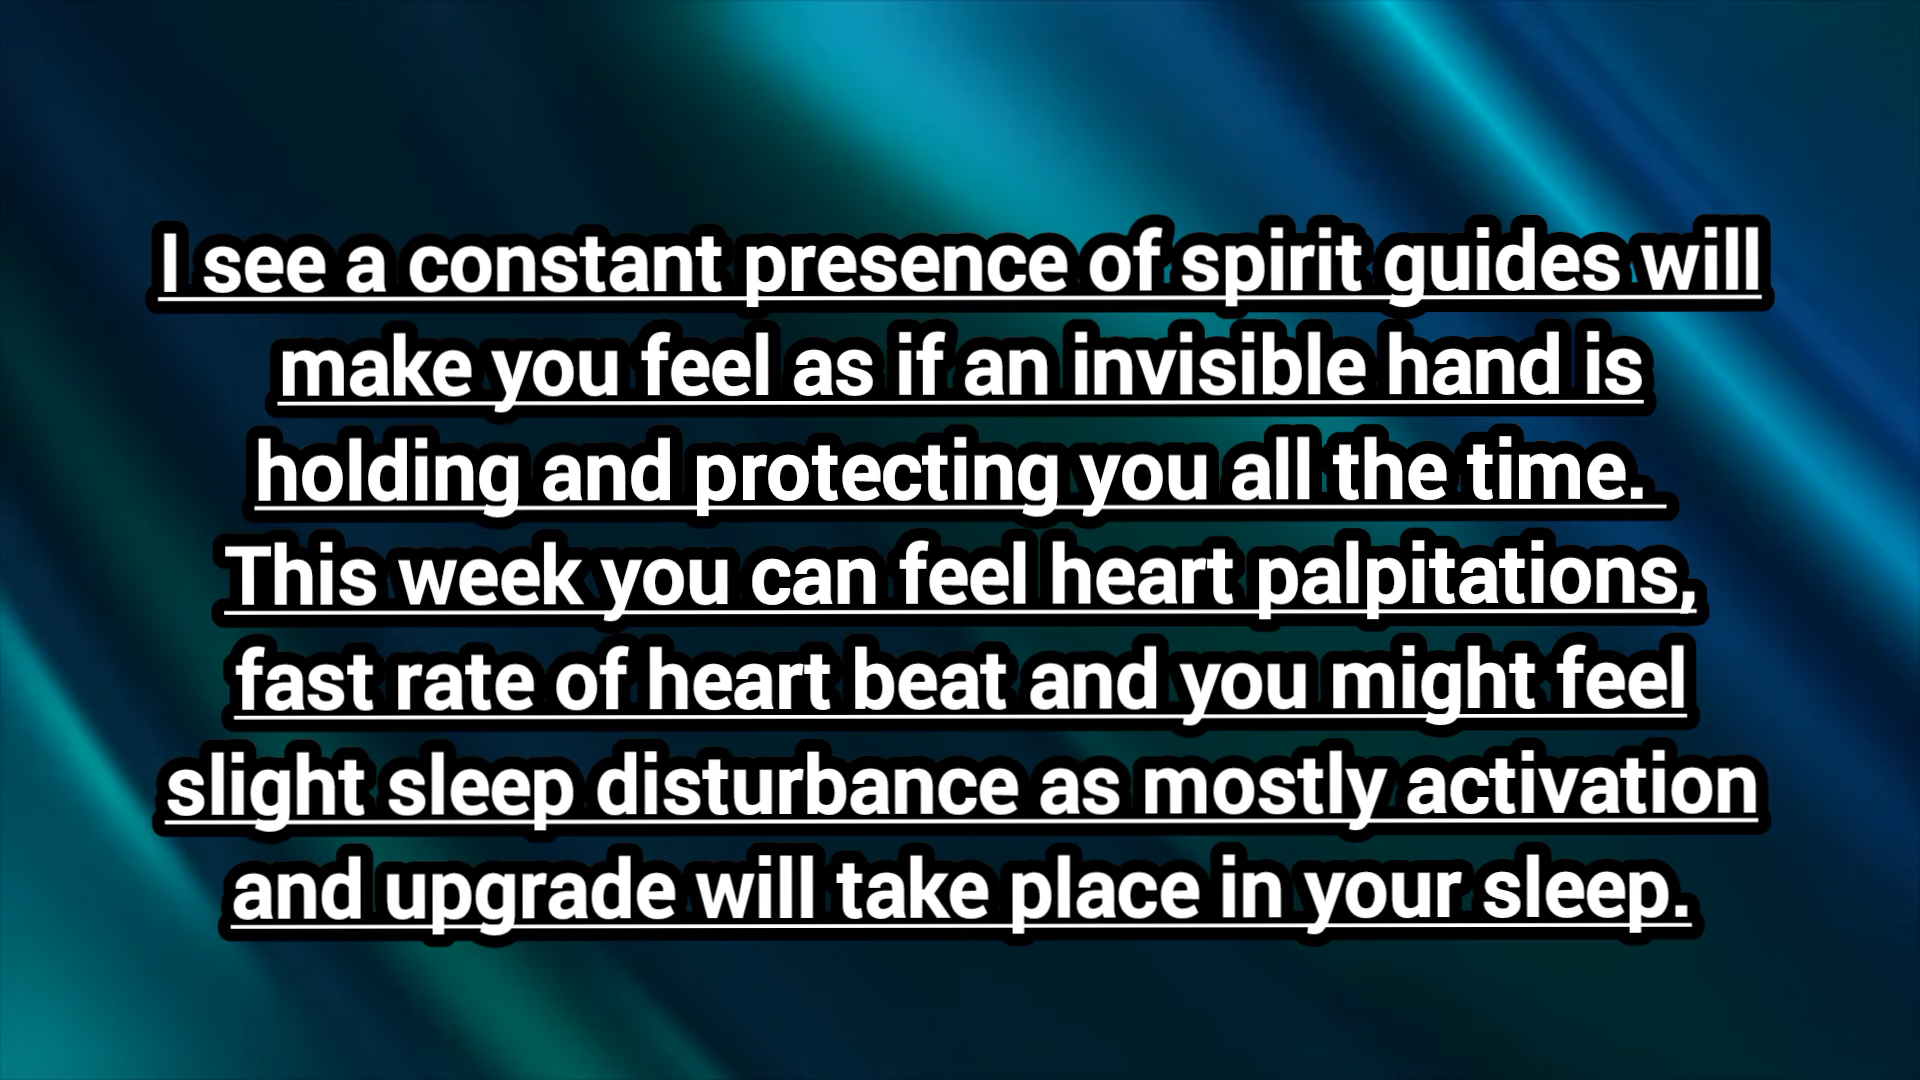 I see a constant presence of spirit guides will
make you feel as if an invisible hand is
holding and protecting you all the time.
This week you can feel heart palpitations,
fast rate of heart beat and you might feel
slight sleep disturbance as mostly activation
and upgrade will take place in your sleep.